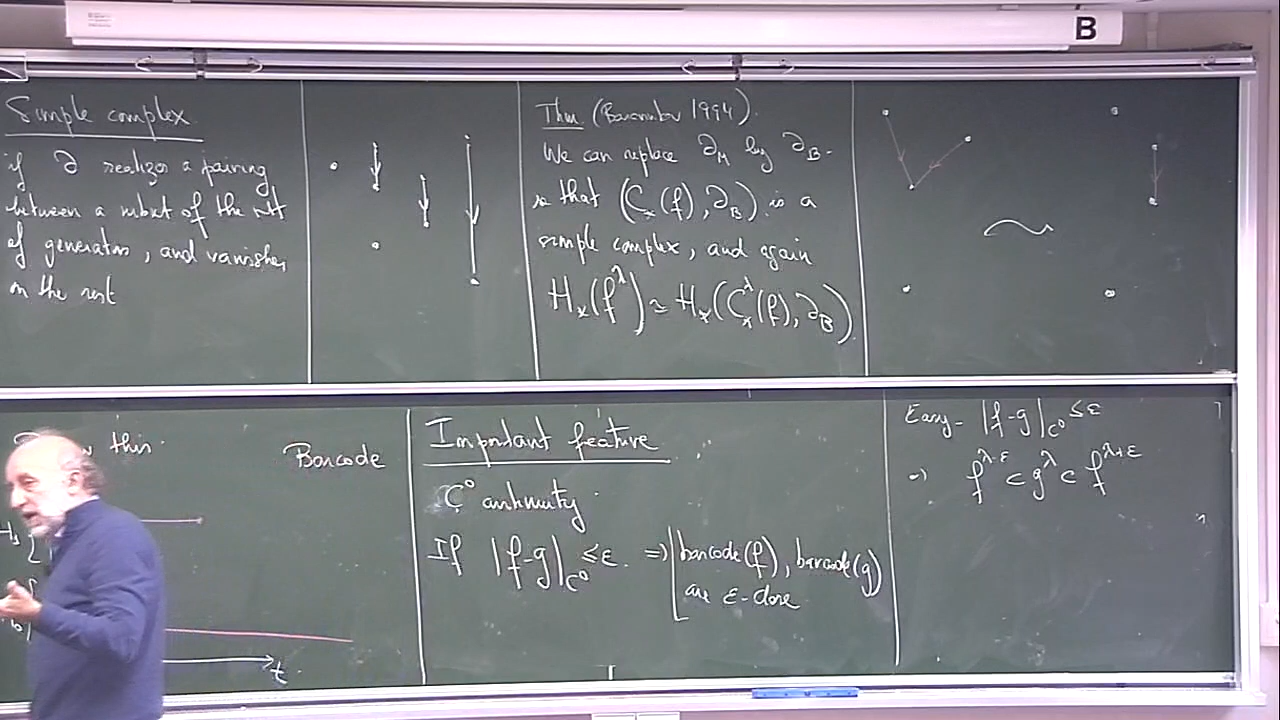 B
Simple complex
if ∂ realizes a pairing
between a subset of the set
of generators, and vanishes
on the rest
Thm (Barannikov 1994).
We can replace ∂_M by ∂_B
so that (C_*(f), ∂_B) is a
simple complex, and again
H_*(f^λ) ≃ H_*(C_*^λ(f), ∂_B).
this
Barcode
t
Important feature
C^0 continuity.
If |f-g|_{C^0} ≤ ε. ⇒ barcode(f), barcode(g)
are ε-close
Easy - |f-g|_{C^0} ≤ ε
⇒ f^{λ-ε} ⊂ g^λ ⊂ f^{λ+ε}